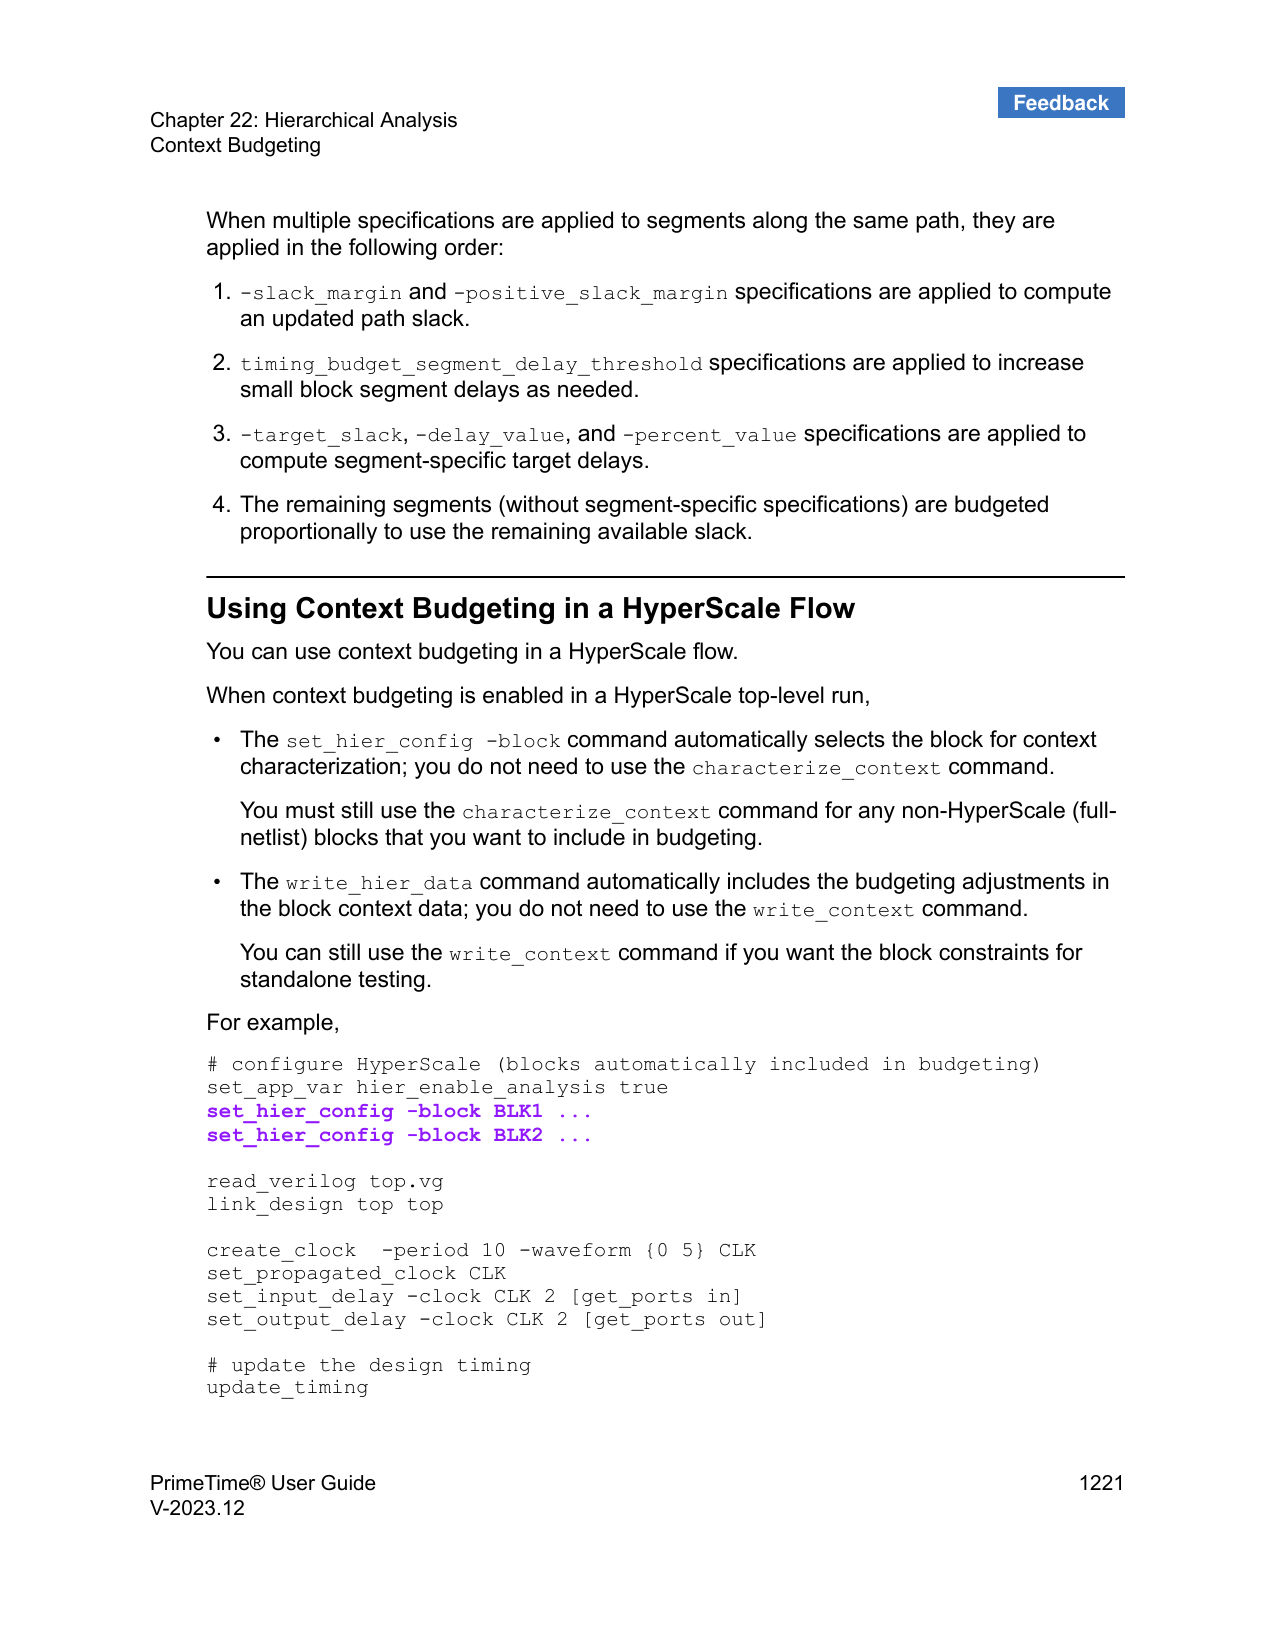 Feedback
Chapter 22: Hierarchical Analysis
Context Budgeting
When multiple specifications are applied to segments along the same path, they are
applied in the following order:
1. -slack_margin and -positive_slack_margin specifications are applied to compute
an updated path slack.
2. timing_budget_segment_delay_threshold specifications are applied to increase
small block segment delays as needed.
3. -target_slack, -delay_value, and -percent_value specifications are applied to
compute segment-specific target delays.
4. The remaining segments (without segment-specific specifications) are budgeted
proportionally to use the remaining available slack.
Using Context Budgeting in a HyperScale Flow
You can use context budgeting in a HyperScale flow.
When context budgeting is enabled in a HyperScale top-level run,
• The set_hier_config -block command automatically selects the block for context
characterization; you do not need to use the characterize_context command.
You must still use the characterize_context command for any non-HyperScale (full-
netlist) blocks that you want to include in budgeting.
• The write_hier_data command automatically includes the budgeting adjustments in
the block context data; you do not need to use the write_context command.
You can still use the write_context command if you want the block constraints for
standalone testing.
For example,
# configure HyperScale (blocks automatically included in budgeting)
set_app_var hier_enable_analysis true
set_hier_config -block BLK1 ...
set_hier_config -block BLK2 ...
read_verilog top.vg
link_design top top
create_clock  -period 10 -waveform {0 5} CLK
set_propagated_clock CLK
set_input_delay -clock CLK 2 [get_ports in]
set_output_delay -clock CLK 2 [get_ports out]
# update the design timing
update_timing
PrimeTime® User Guide
V-2023.12
1221